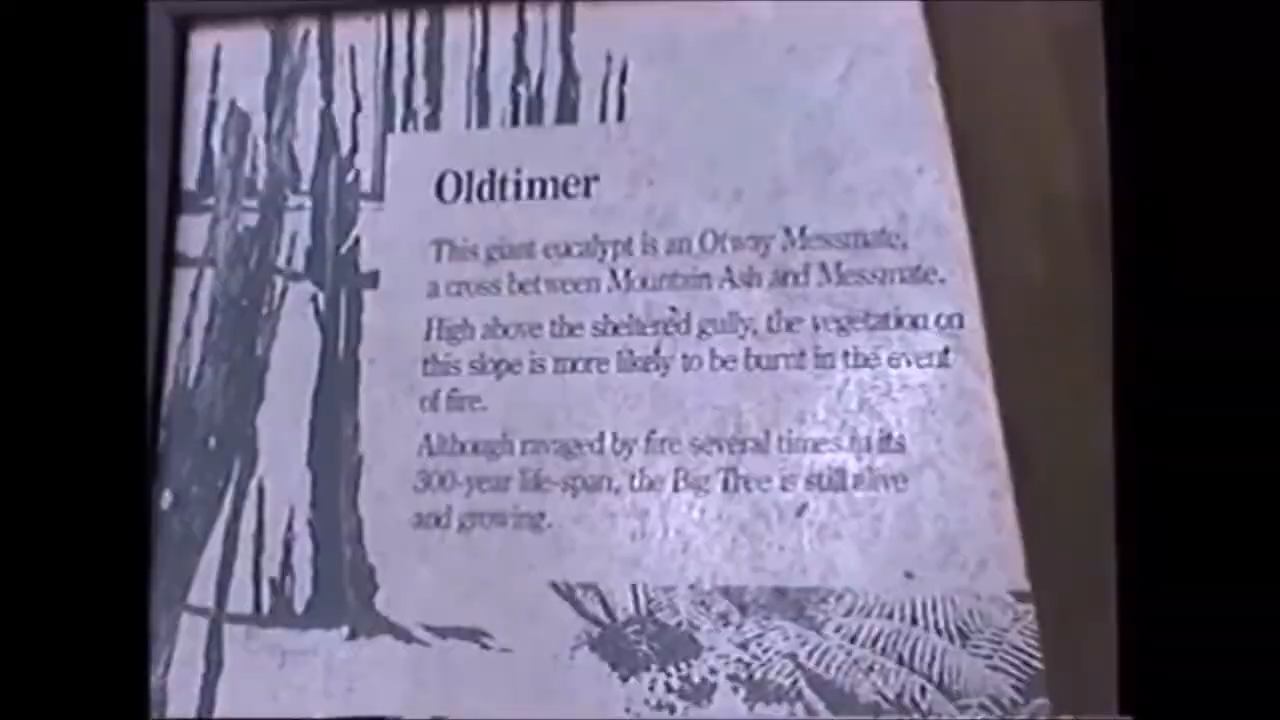 Oldtimer
This giant eucalypt is an Otway Messmate,
a cross between Mountain Ash and Messmate.
High above the sheltered gully, the vegetation on
this slope is more likely to be burnt in the event
of fire.
Although ravaged by fire several times in its
300-year life-span, the Big Tree is still alive
and growing.